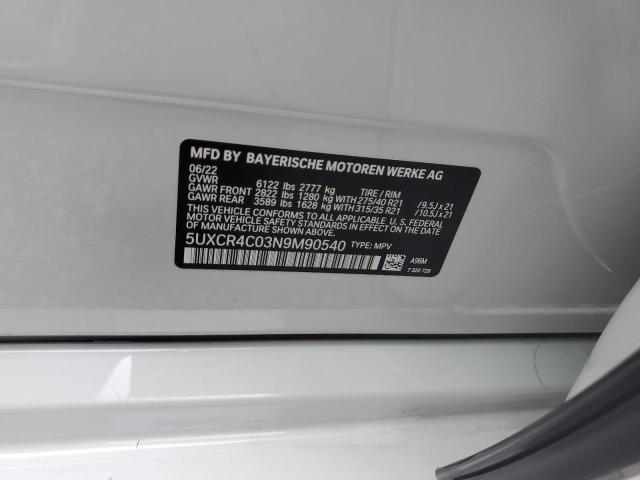 MFD BY BAYERISCHE MOTOREN WERKE AG
06/22
GVWR 6122 lbs 2777 kg TIRE / RIM
GAWR FRONT 2822 lbs 1280 kg WITH 275/40 R21 / 9.5J x 21
GAWR REAR 3589 lbs 1628 kg WITH 315/35 R21 / 10.5J x 21
THIS VEHICLE CONFORMS TO ALL APPLICABLE U.S. FEDERAL
MOTOR VEHICLE SAFETY STANDARDS IN EFFECT ON THE
DATE OF MANUFACTURE SHOWN ABOVE.
5UXCR4C03N9M90540 TYPE: MPV
A96M
7 320 729